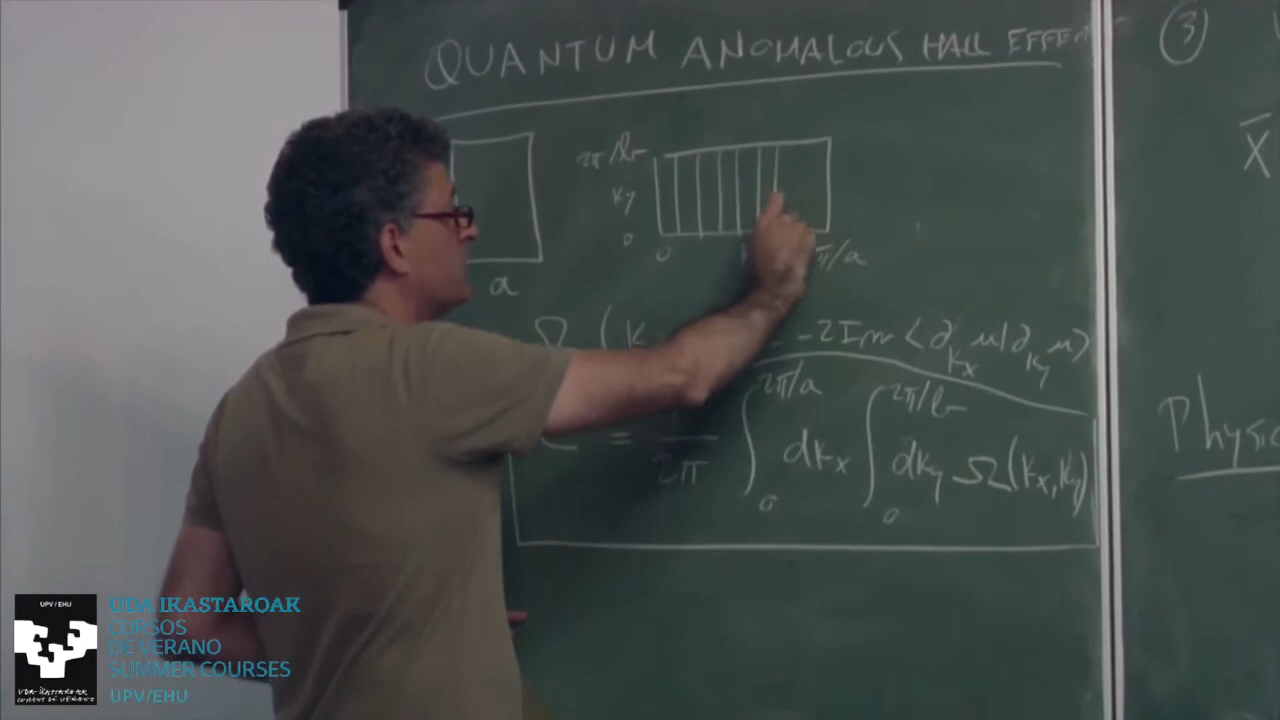 QUANTUM ANOMALOUS HALL EFFE
3
2π/b
ky
0
0
π/a
a
X̄
Ω (k -2Im <∂kx u|∂ky u>
2π/a 2π/b
= 2π ∫ dkx ∫ dky Ω(kx, ky)
0 0
Physic
UPV/EHU
UDA IKASTAROAK
CURSOS
DE VERANO
SUMMER COURSES
UPV/EHU